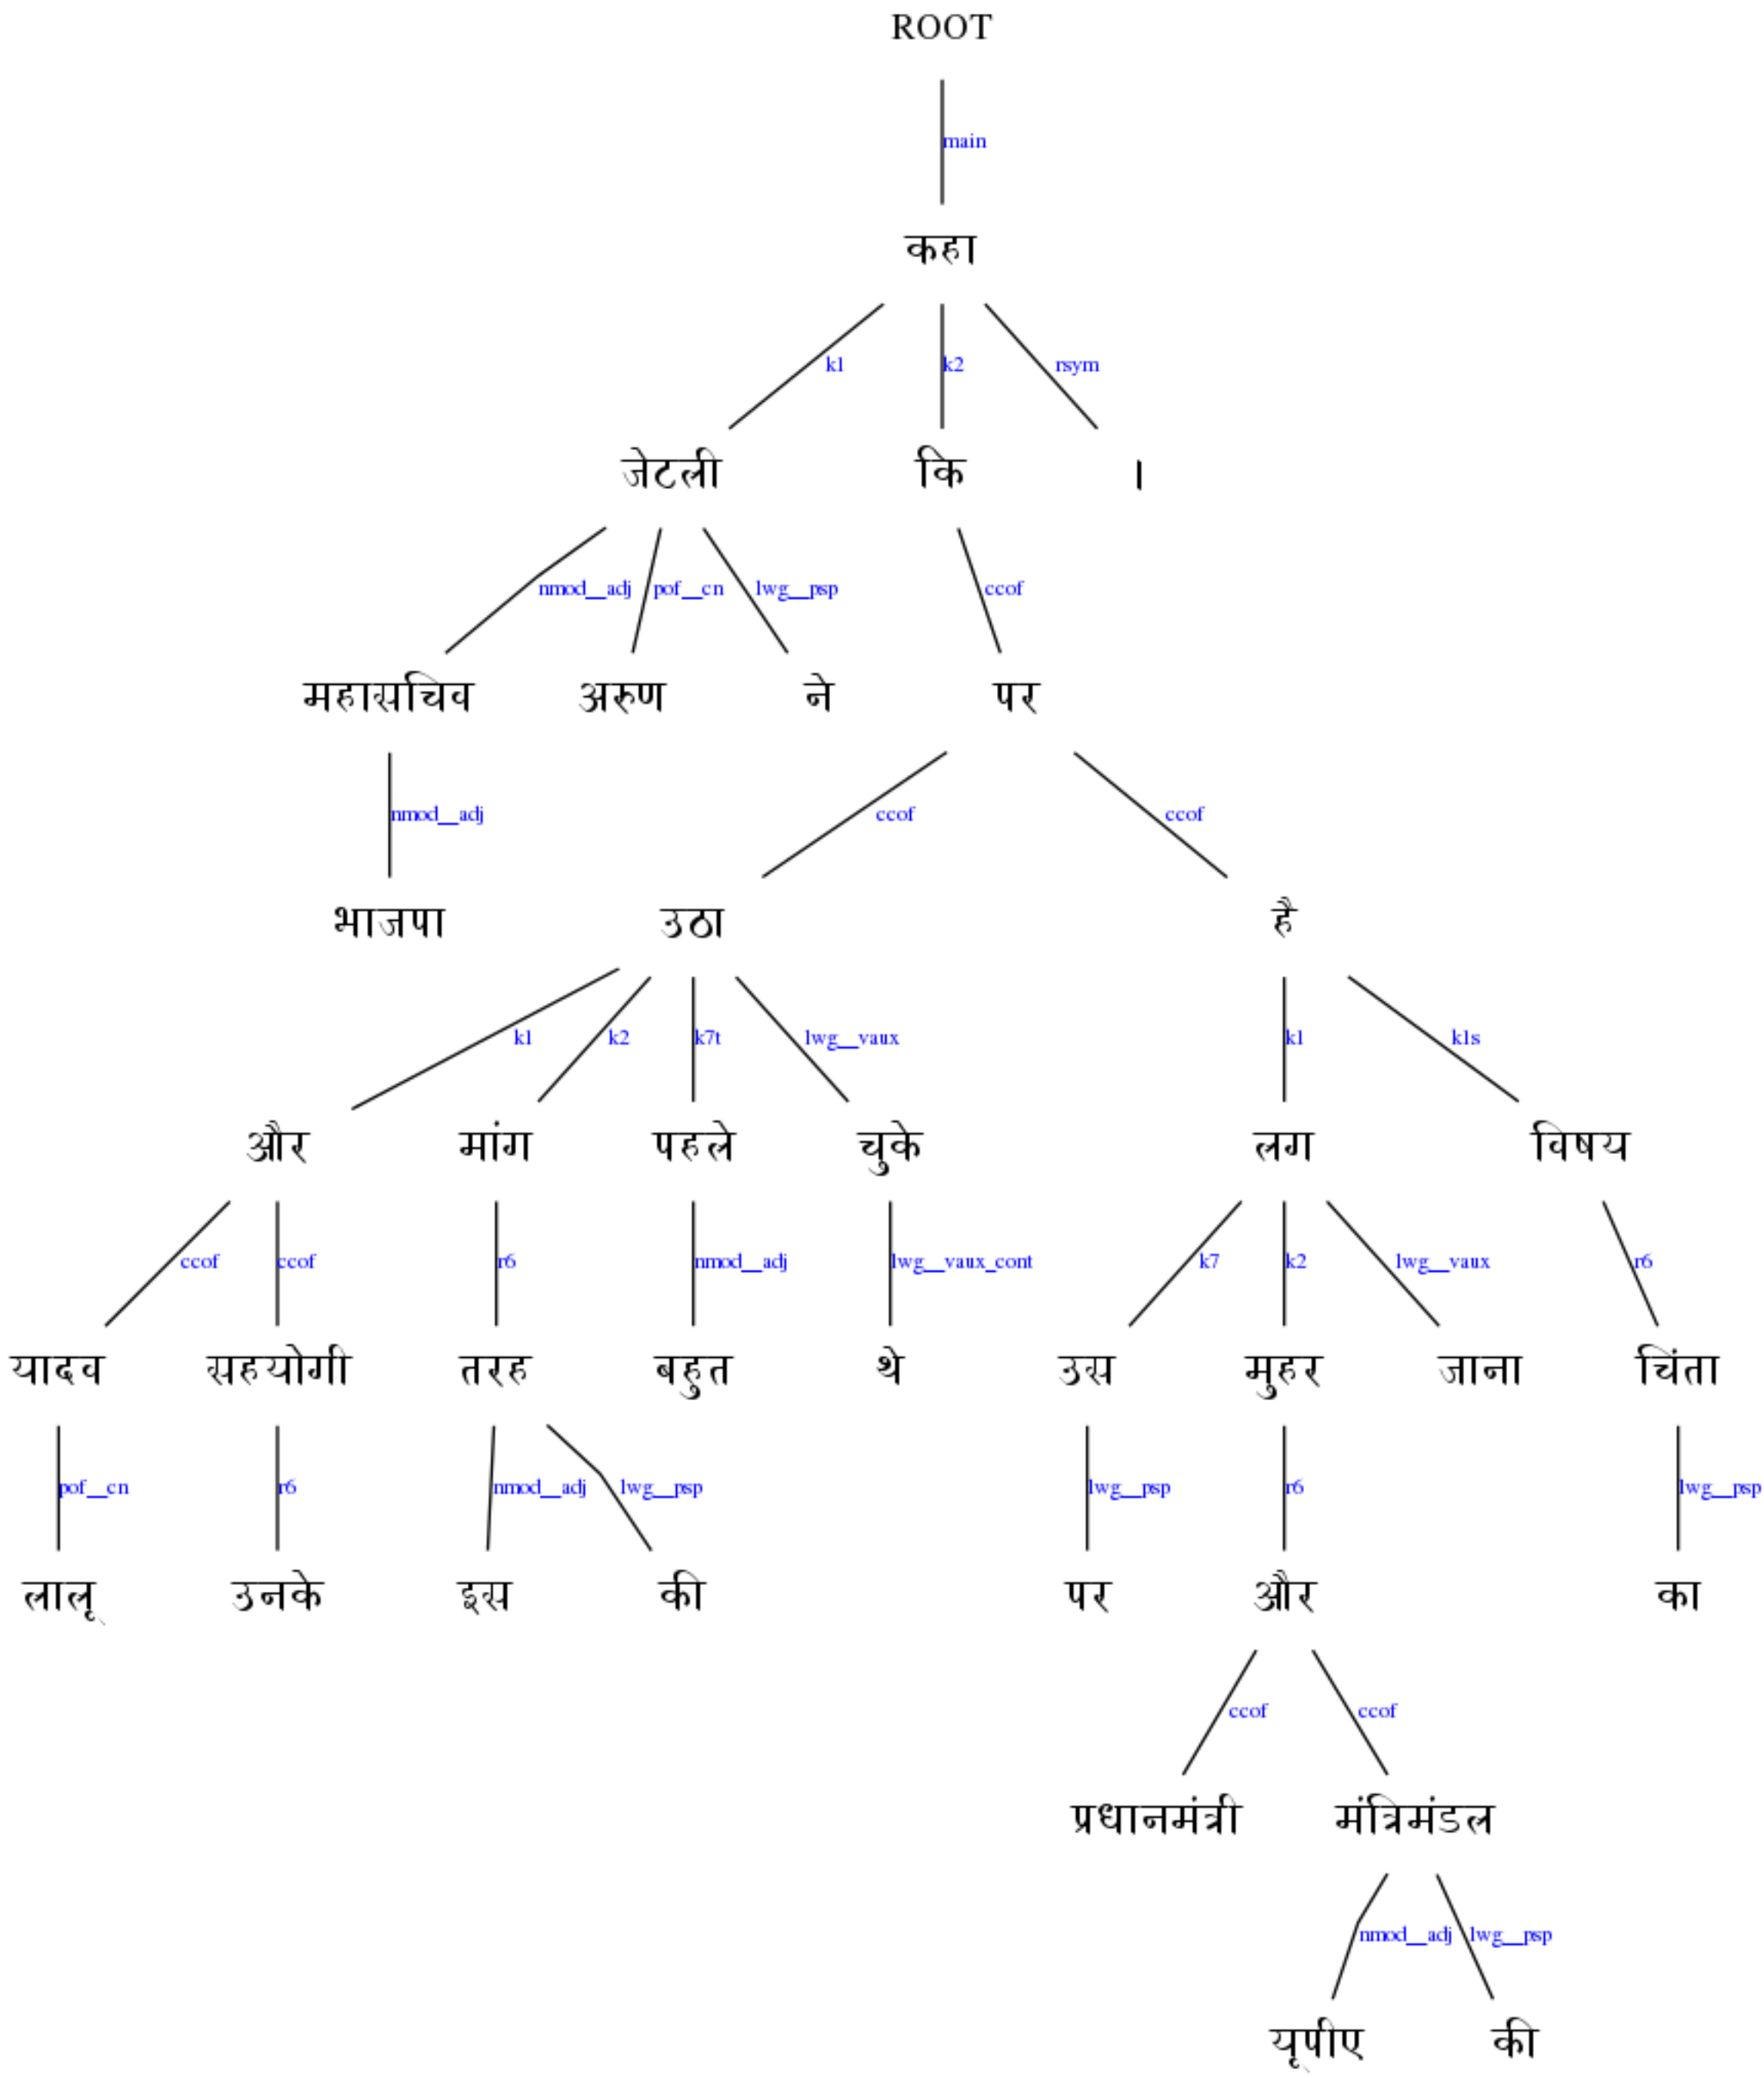 ROOT
main
कहा
k1 k2 rsym
जेटली कि ।
nmod__adj pof__cn lwg__psp ccof
महासचिव अरुण ने पर
nmod__adj ccof ccof
भाजपा उठा है
k1 k2 k7t lwg__vaux k1 k1s
और मांग पहले चुके लग विषय
ccof ccof r6 nmod__adj lwg__vaux_cont k7 k2 lwg__vaux r6
यादव सहयोगी तरह बहुत थे उस मुहर जाना चिंता
pof__cn r6 nmod__adj lwg__psp lwg__psp r6 lwg__psp
लालू उनके इस की पर और का
ccof ccof
प्रधानमंत्री मंत्रिमंडल
nmod__adj lwg__psp
यूपीए की